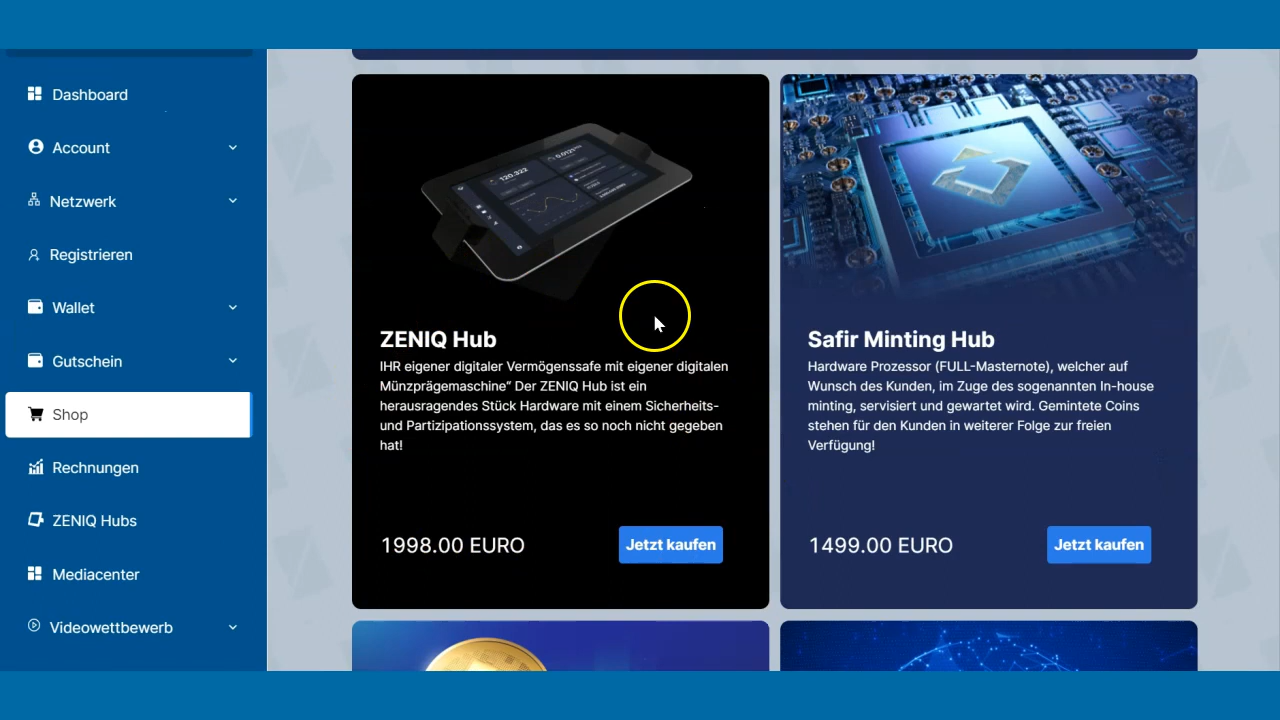 Dashboard
Account
Netzwerk
Registrieren
Wallet
Gutschein
Shop
Rechnungen
ZENIQ Hubs
Mediacenter
Videowettbewerb
120.322
0.0121
ZENIQ Hub
IHR eigener digitaler Vermögenssafe mit eigener digitalen
Münzprägemaschine“ Der ZENIQ Hub ist ein
herausragendes Stück Hardware mit einem Sicherheits-
und Partizipationssystem, das es so noch nicht gegeben
hat!
1998.00 EURO
Jetzt kaufen
Safir Minting Hub
Hardware Prozessor (FULL-Masternote), welcher auf
Wunsch des Kunden, im Zuge des sogenannten In-house
minting, servisiert und gewartet wird. Gemintete Coins
stehen für den Kunden in weiterer Folge zur freien
Verfügung!
1499.00 EURO
Jetzt kaufen